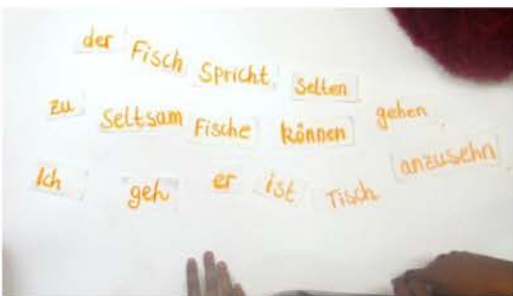 der Fisch Spricht Selten
zu Seltsam Fische können gehen
Ich geh er ist Tisch anzusehn